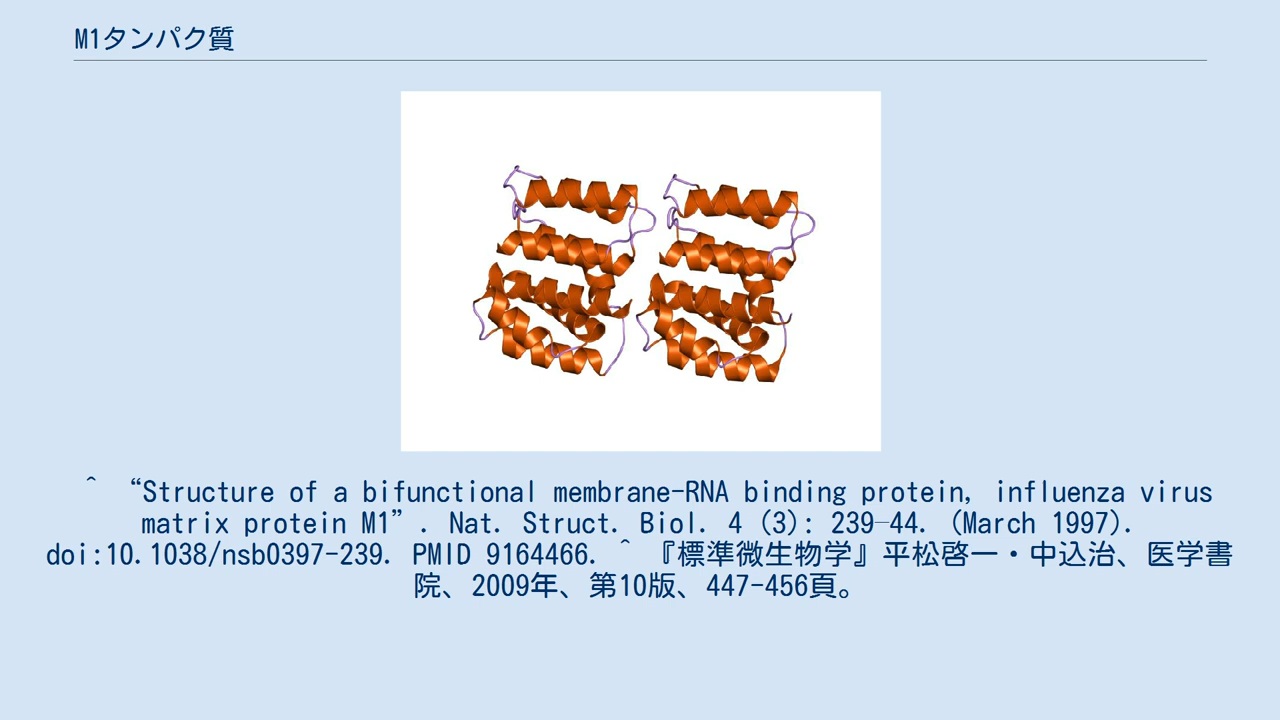 M1タンパク質
^ “Structure of a bifunctional membrane-RNA binding protein, influenza virus
matrix protein M1”. Nat. Struct. Biol. 4 (3): 239–44. (March 1997).
doi:10.1038/nsb0397-239. PMID 9164466. ^ 『標準微生物学』平松啓一・中込治、医学書
院、2009年、第10版、447-456頁。